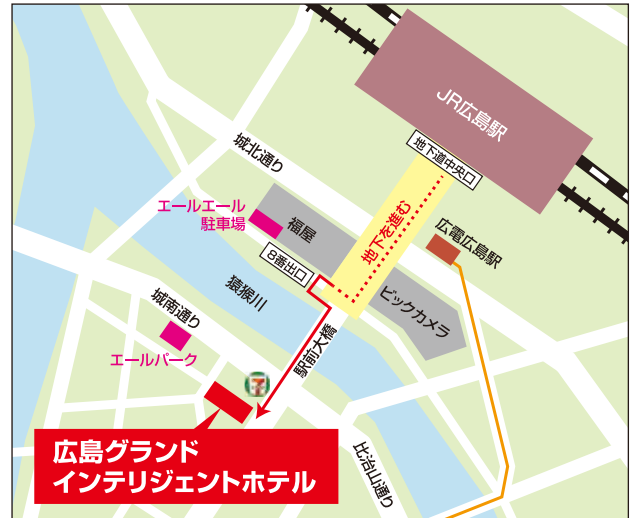 JR広島駅
地下道中央口
城北通り
エールエール
駐車場
福屋
地下を進む
広電広島駅
8番出口
猿猴川
ビックカメラ
城南通り
駅前大橋
エールパーク
7
広島グランド
インテリジェントホテル
比治山通り